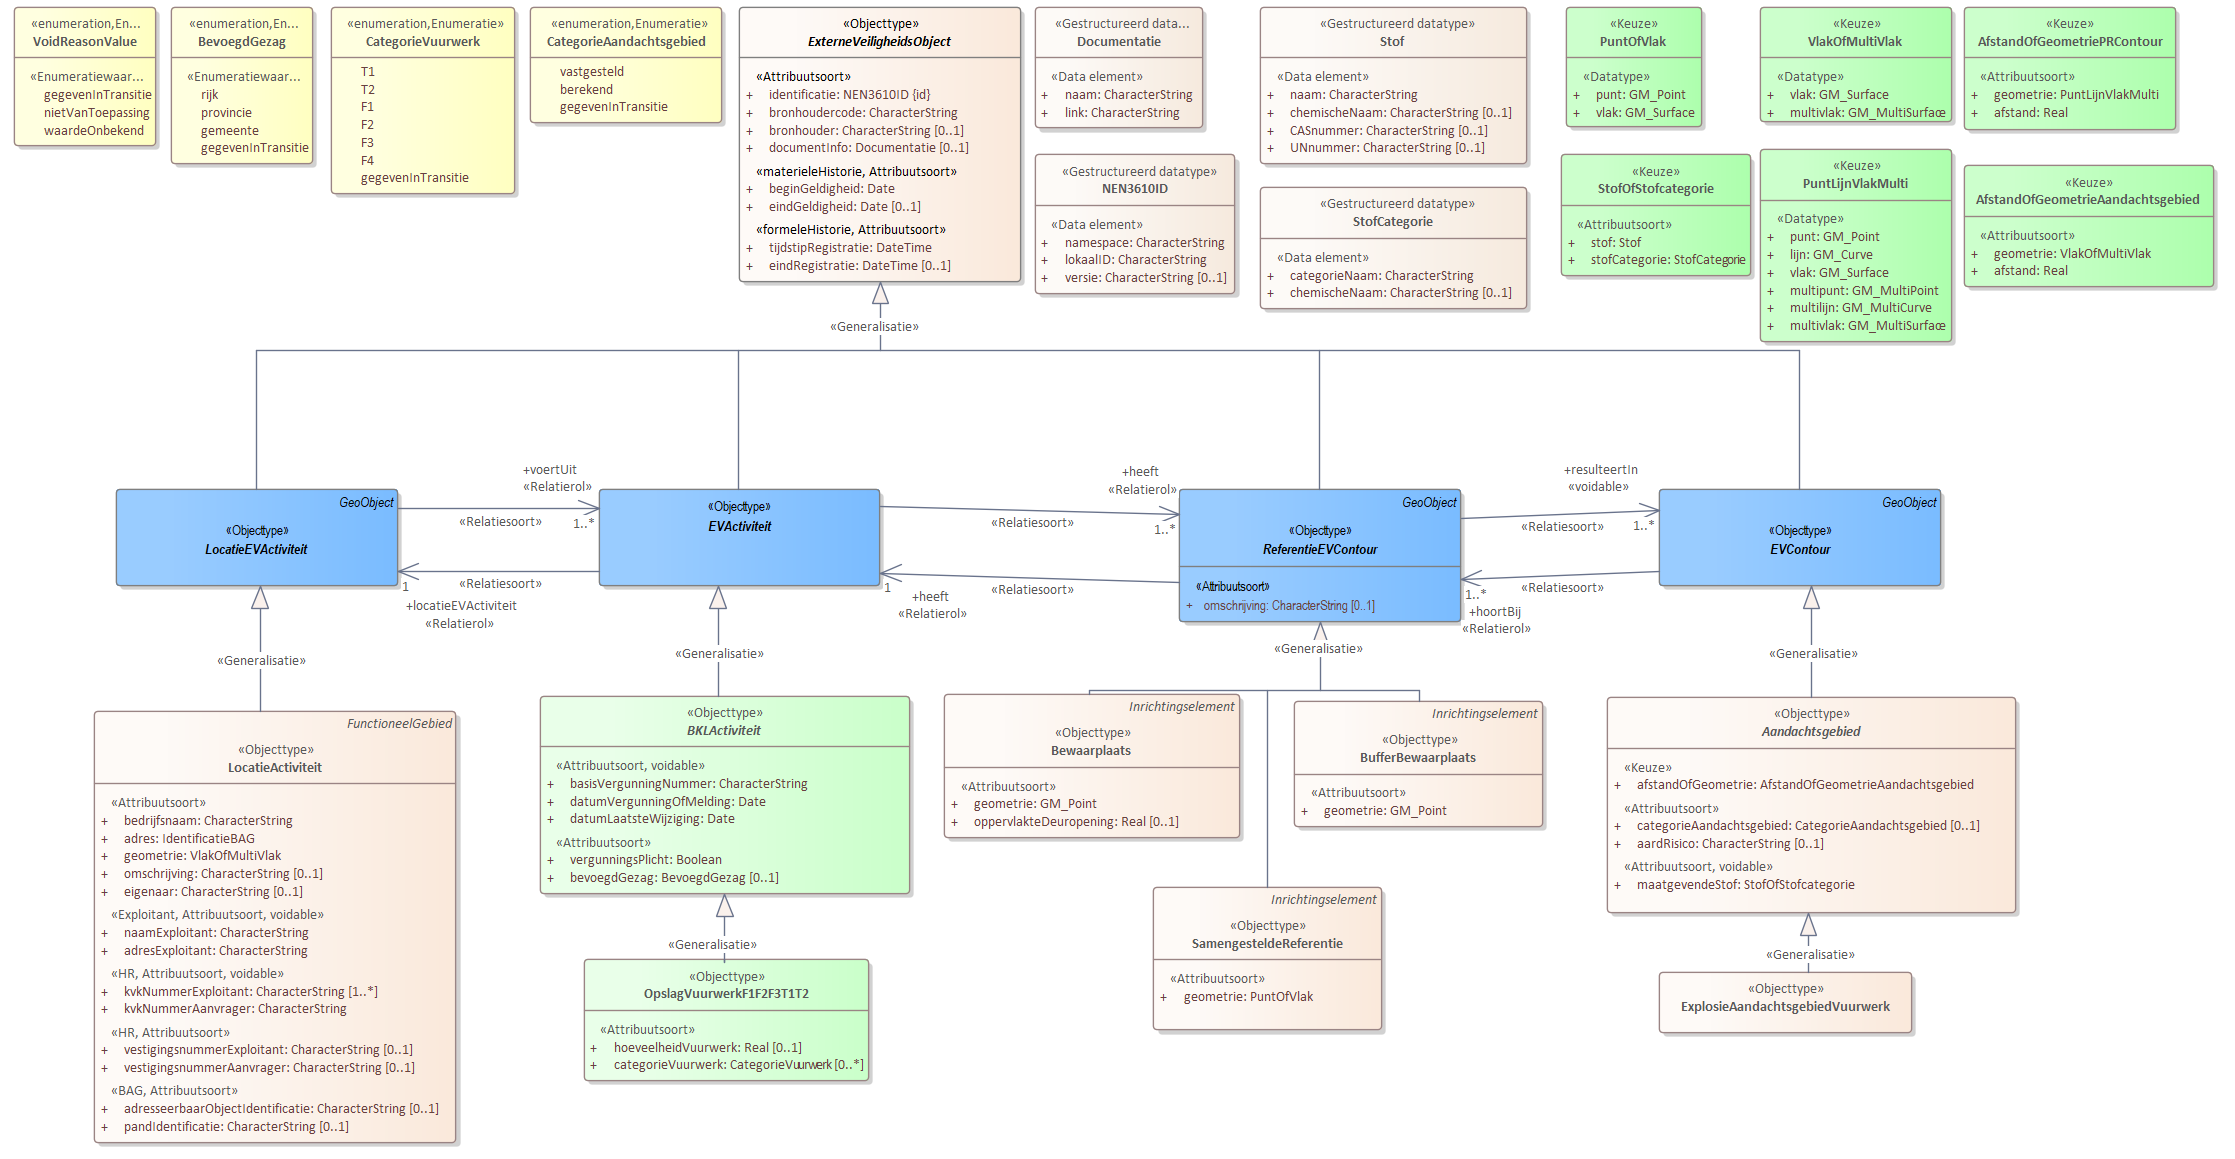 «enumeration,En...
VoidReasonValue
«Enumeratiewaar...
gegevenInTransitie
nietVanToepassing
waardeOnbekend
«enumeration,En...
BevoegdGezag
«Enumeratiewaar...
rijk
provincie
gemeente
gegevenInTransitie
«enumeration,Enumeratie»
CategorieVuurwerk
T1
T2
F1
F2
F3
F4
gegevenInTransitie
«enumeration,Enumeratie»
CategorieAandachtsgebied
vastgesteld
berekend
gegevenInTransitie
«Objecttype»
ExterneVeiligheidsObject
«Attribuutsoort»
+ identificatie: NEN3610ID {id}
+ bronhoudercode: CharacterString
+ bronhouder: CharacterString [0..1]
+ documentInfo: Documentatie [0..1]
«materieleHistorie, Attribuutsoort»
+ beginGeldigheid: Date
+ eindGeldigheid: Date [0..1]
«formeleHistorie, Attribuutsoort»
+ tijdstipRegistratie: DateTime
+ eindRegistratie: DateTime [0..1]
«Gestructureerd data...
Documentatie
«Data element»
+ naam: CharacterString
+ link: CharacterString
«Gestructureerd datatype»
NEN3610ID
«Data element»
+ namespace: CharacterString
+ lokaalID: CharacterString
+ versie: CharacterString [0..1]
«Gestructureerd datatype»
Stof
«Data element»
+ naam: CharacterString
+ chemischeNaam: CharacterString [0..1]
+ CASnummer: CharacterString [0..1]
+ UNnummer: CharacterString [0..1]
«Gestructureerd datatype»
StofCategorie
«Data element»
+ categorieNaam: CharacterString
+ chemischeNaam: CharacterString [0..1]
«Keuze»
PuntOfVlak
«Datatype»
+ punt: GM_Point
+ vlak: GM_Surface
«Keuze»
StofOfStofcategorie
«Attribuutsoort»
+ stof: Stof
+ stofCategorie: StofCategorie
«Keuze»
VlakOfMultiVlak
«Datatype»
+ vlak: GM_Surface
+ multivlak: GM_MultiSurface
«Keuze»
PuntLijnVlakMulti
«Datatype»
+ punt: GM_Point
+ lijn: GM_Curve
+ vlak: GM_Surface
+ multipunt: GM_MultiPoint
+ multilijn: GM_MultiCurve
+ multivlak: GM_MultiSurface
«Keuze»
AfstandOfGeometriePRContour
«Attribuutsoort»
+ geometrie: PuntLijnVlakMulti
+ afstand: Real
«Keuze»
AfstandOfGeometrieAandachtsgebied
«Attribuutsoort»
+ geometrie: VlakOfMultiVlak
+ afstand: Real
«Generalisatie»
GeoObject
«Objecttype»
LocatieEVActiviteit
+voertUit
«Relatierol»
«Relatiesoort»
1..*
«Relatiesoort»
1
+locatieEVActiviteit
«Relatierol»
«Objecttype»
EVActiviteit
+heeft
«Relatierol»
«Relatiesoort»
1..*
«Relatiesoort»
1
+heeft
«Relatierol»
GeoObject
«Objecttype»
ReferentieEVContour
«Attribuutsoort»
+ omschrijving: CharacterString [0..1]
+resulteertIn
«voidable»
«Relatiesoort»
1..*
«Relatiesoort»
1..*
+hoortBij
«Relatierol»
GeoObject
«Objecttype»
EVContour
«Generalisatie»
«Generalisatie»
«Generalisatie»
«Generalisatie»
FunctioneelGebied
«Objecttype»
LocatieActiviteit
«Attribuutsoort»
+ bedrijfsnaam: CharacterString
+ adres: IdentificatieBAG
+ geometrie: VlakOfMultiVlak
+ omschrijving: CharacterString [0..1]
+ eigenaar: CharacterString [0..1]
«Exploitant, Attribuutsoort, voidable»
+ naamExploitant: CharacterString
+ adresExploitant: CharacterString
«HR, Attribuutsoort, voidable»
+ kvkNummerExploitant: CharacterString [1..*]
+ kvkNummerAanvrager: CharacterString
«HR, Attribuutsoort»
+ vestigingsnummerExploitant: CharacterString [0..1]
+ vestigingsnummerAanvrager: CharacterString [0..1]
«BAG, Attribuutsoort»
+ adresseerbaarObjectIdentificatie: CharacterString [0..1]
+ pandIdentificatie: CharacterString [0..1]
«Objecttype»
BKLActiviteit
«Attribuutsoort, voidable»
+ basisVergunningNummer: CharacterString
+ datumVergunningOfMelding: Date
+ datumLaatsteWijziging: Date
«Attribuutsoort»
+ vergunningsPlicht: Boolean
+ bevoegdGezag: BevoegdGezag [0..1]
«Generalisatie»
«Objecttype»
OpslagVuurwerkF1F2F3T1T2
«Attribuutsoort»
+ hoeveelheidVuurwerk: Real [0..1]
+ categorieVuurwerk: CategorieVuurwerk [0..*]
Inrichtingselement
«Objecttype»
Bewaarplaats
«Attribuutsoort»
+ geometrie: GM_Point
+ oppervlakteDeuropening: Real [0..1]
Inrichtingselement
«Objecttype»
BufferBewaarplaats
«Attribuutsoort»
+ geometrie: GM_Point
Inrichtingselement
«Objecttype»
SamengesteldeReferentie
«Attribuutsoort»
+ geometrie: PuntOfVlak
«Objecttype»
Aandachtsgebied
«Keuze»
+ afstandOfGeometrie: AfstandOfGeometrieAandachtsgebied
«Attribuutsoort»
+ categorieAandachtsgebied: CategorieAandachtsgebied [0..1]
+ aardRisico: CharacterString [0..1]
«Attribuutsoort, voidable»
+ maatgevendeStof: StofOfStofcategorie
«Generalisatie»
«Objecttype»
ExplosieAandachtsgebiedVuurwerk